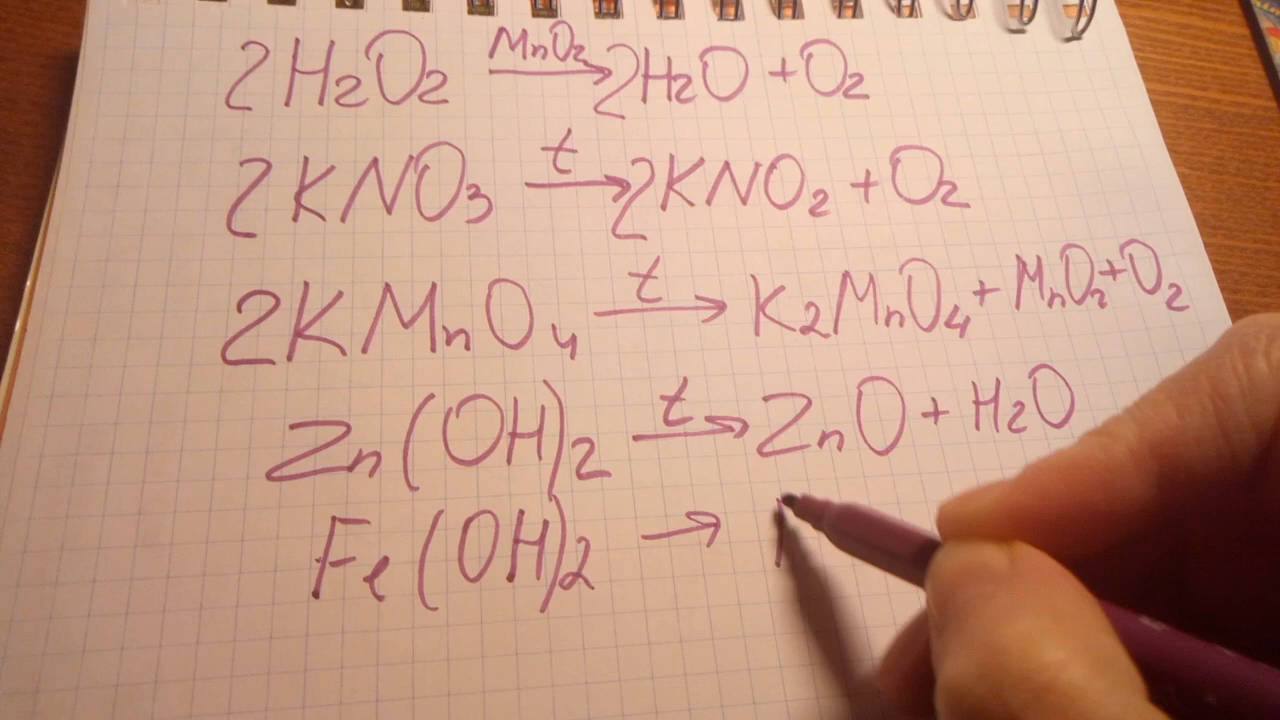 2H2O2 MnO2→ 2H2O + O2
2KNO3 t→ 2KNO2 + O2
2KMnO4 t→ K2MnO4 + MnO2 + O2
Zn(OH)2 t→ ZnO + H2O
Fe(OH)2 →